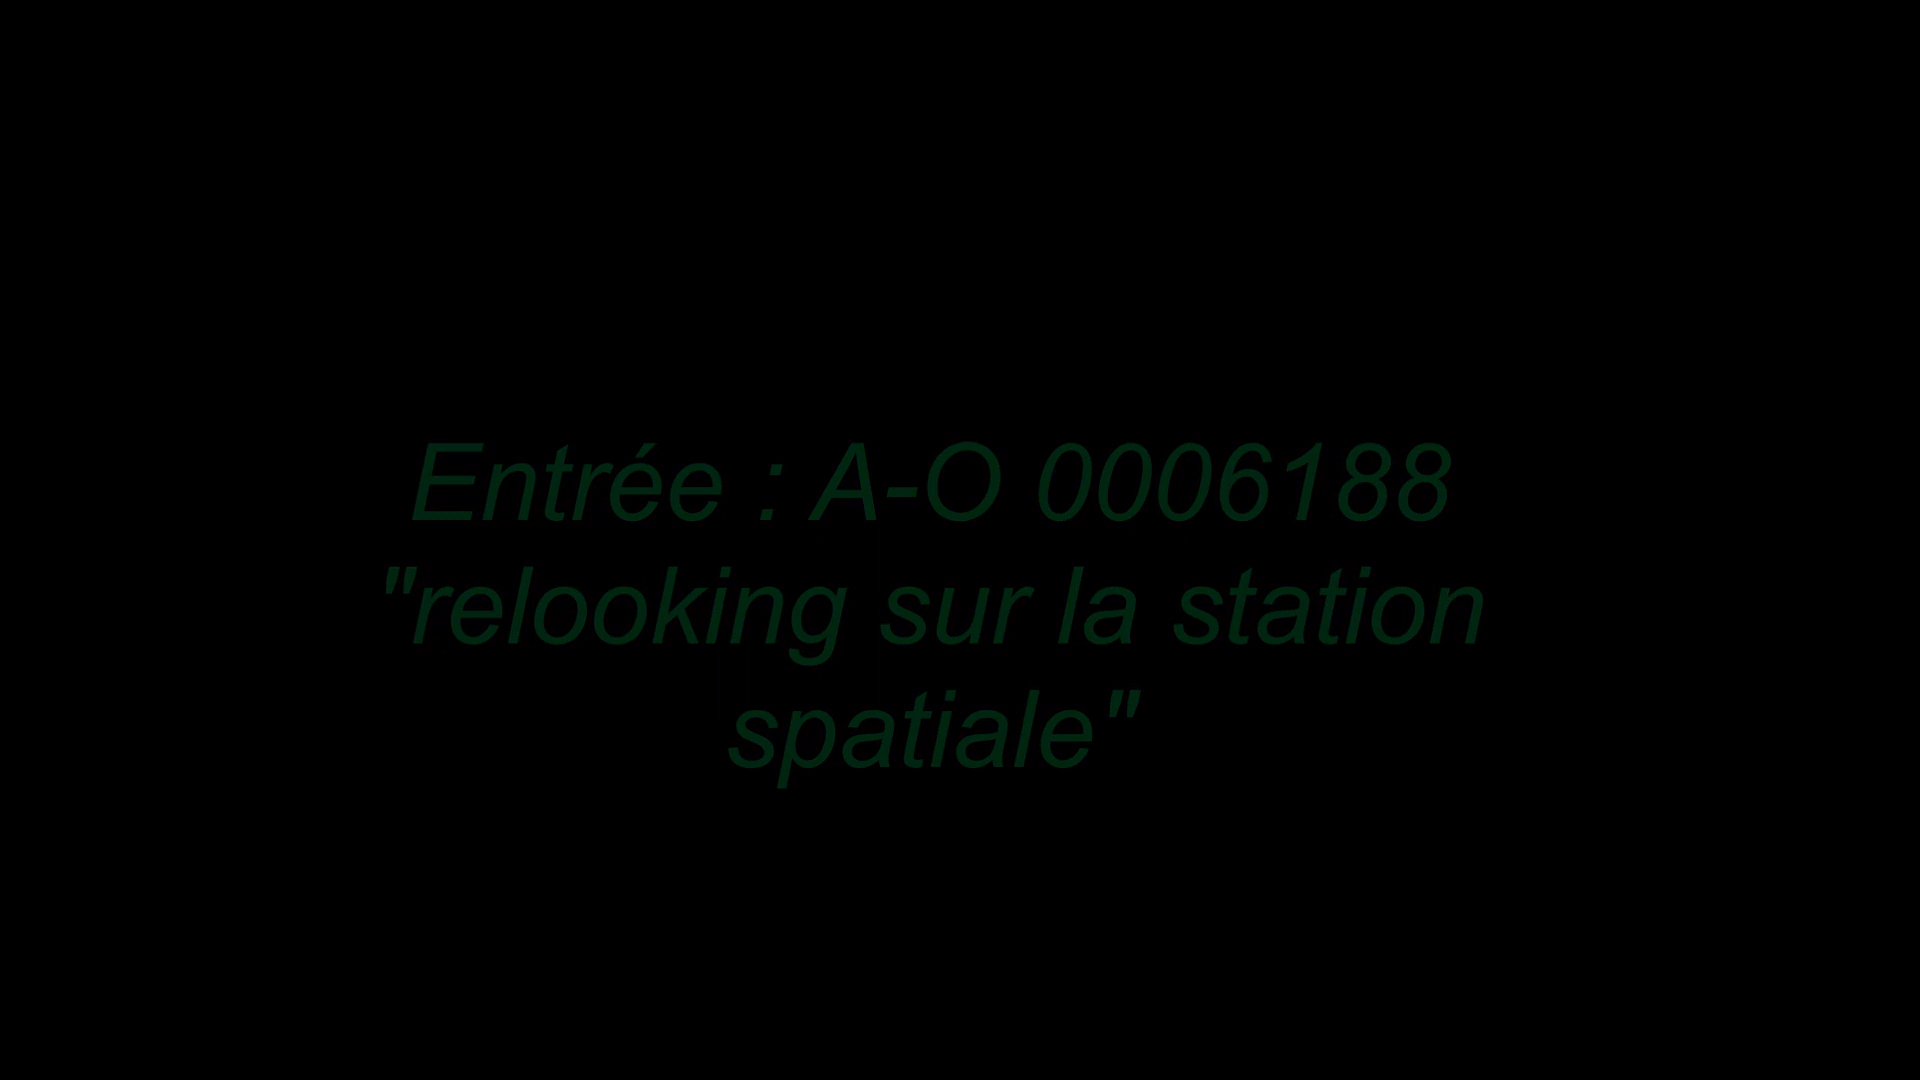 Entrée : A-O 0006188
"relooking sur la station
spatiale"